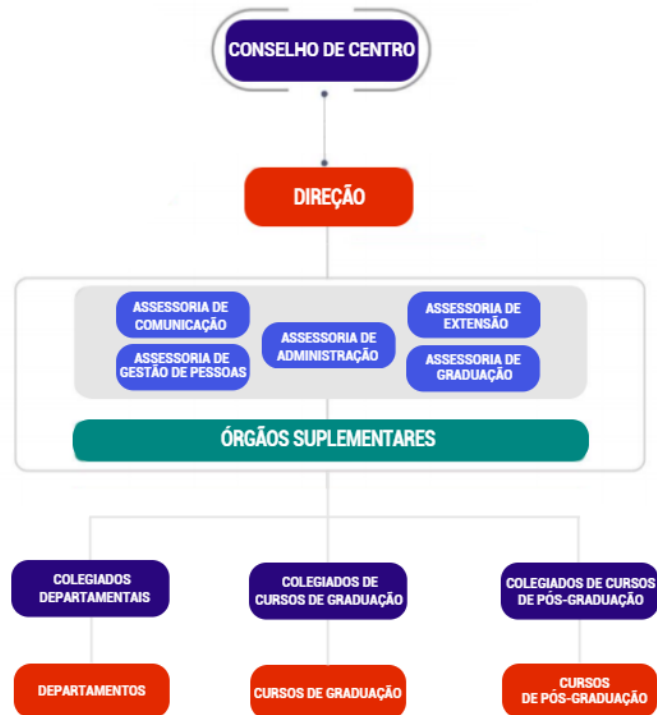 CONSELHO DE CENTRO
DIREÇÃO
ASSESSORIA DE
COMUNICAÇÃO
ASSESSORIA DE
GESTÃO DE PESSOAS
ASSESSORIA DE
ADMINISTRAÇÃO
ASSESSORIA DE
EXTENSÃO
ASSESSORIA DE
GRADUAÇÃO
ÓRGÃOS SUPLEMENTARES
COLEGIADOS
DEPARTAMENTAIS
COLEGIADOS DE
CURSOS DE GRADUAÇÃO
COLEGIADOS DE CURSOS
DE PÓS-GRADUAÇÃO
DEPARTAMENTOS
CURSOS DE GRADUAÇÃO
CURSOS
DE PÓS-GRADUAÇÃO